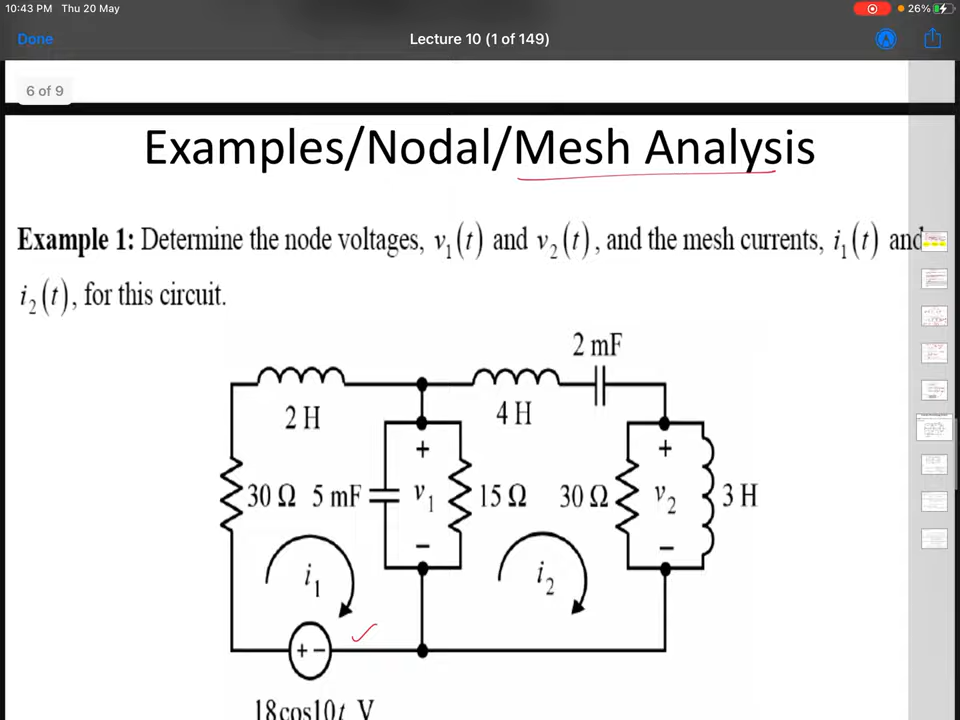 10:43 PM Thu 20 May
26%
Done
Lecture 10 (1 of 149)
6 of 9
Examples/Nodal/Mesh Analysis
Example 1: Determine the node voltages, v₁(t) and v₂(t), and the mesh currents, i₁(t) and
i₂(t), for this circuit.
2 mF
2 H
4 H
+
+
30 Ω 5 mF
v₁
15 Ω
30 Ω
v₂
3 H
−
−
i₁
i₂
+ −
18cos10t V